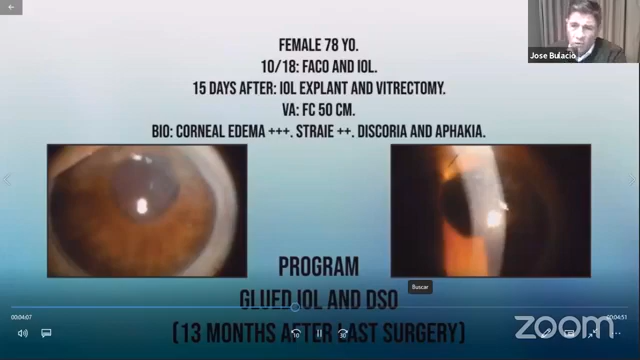 Jose Bulacio
FEMALE 78 YO.
10/18: FACO AND IOL.
15 DAYS AFTER: IOL EXPLANT AND VITRECTOMY.
VA: FC 50 CM.
BIO: CORNEAL EDEMA +++. STRAIE ++. DISCORIA AND APHAKIA.
PROGRAM
Buscar
GLUED IOL AND DSO
00:04:07
00:04:51
(13 MONTHS AFTER LAST SURGERY)
10
30
zoom